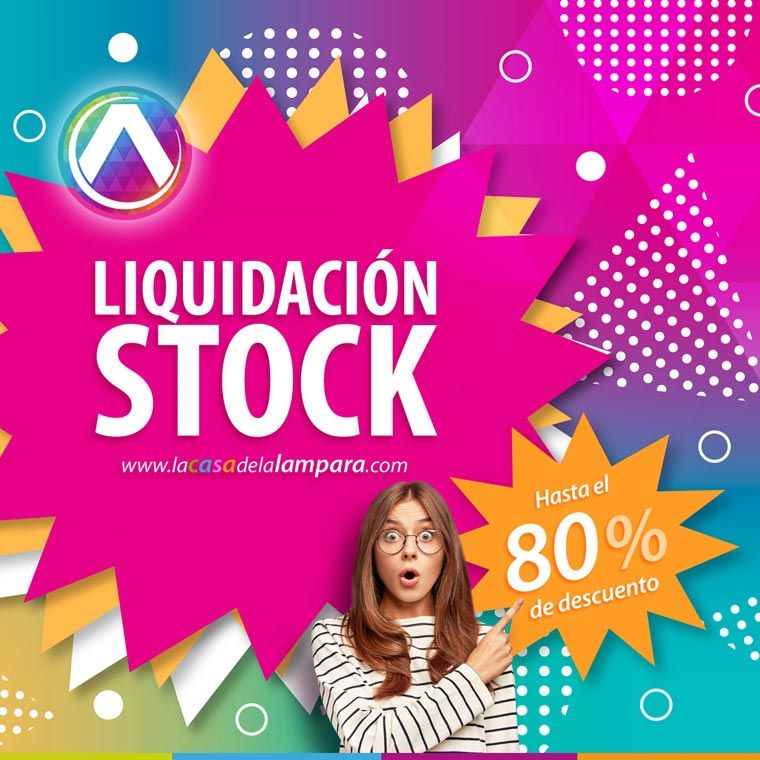 LIQUIDACIÓN
STOCK
www.lacasadelalampara.com
Hasta el
80%
de descuento